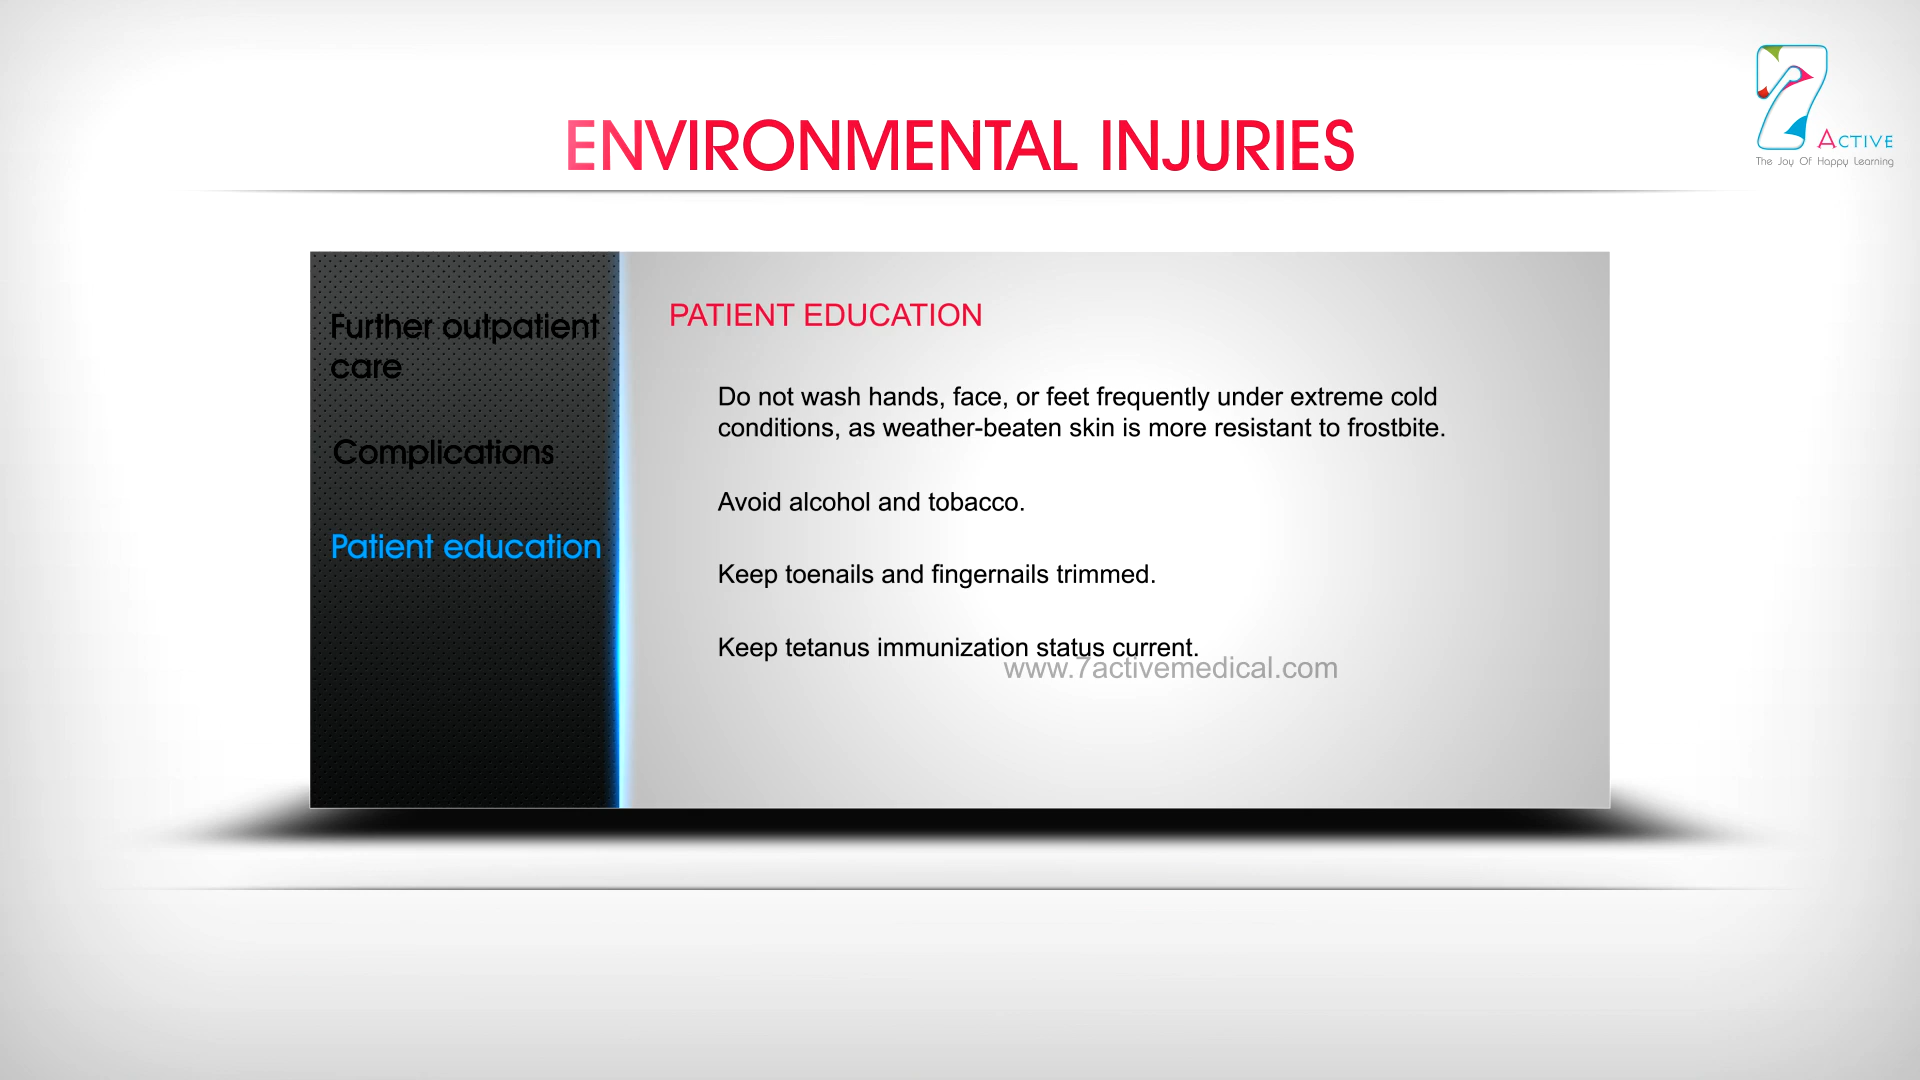 ENVIRONMENTAL INJURIES
7 ACTIVE
The Joy Of Happy Learning
Further outpatient
care
Complications
Patient education
PATIENT EDUCATION
Do not wash hands, face, or feet frequently under extreme cold
conditions, as weather-beaten skin is more resistant to frostbite.
Avoid alcohol and tobacco.
Keep toenails and fingernails trimmed.
Keep tetanus immunization status current.
www.7activemedical.com